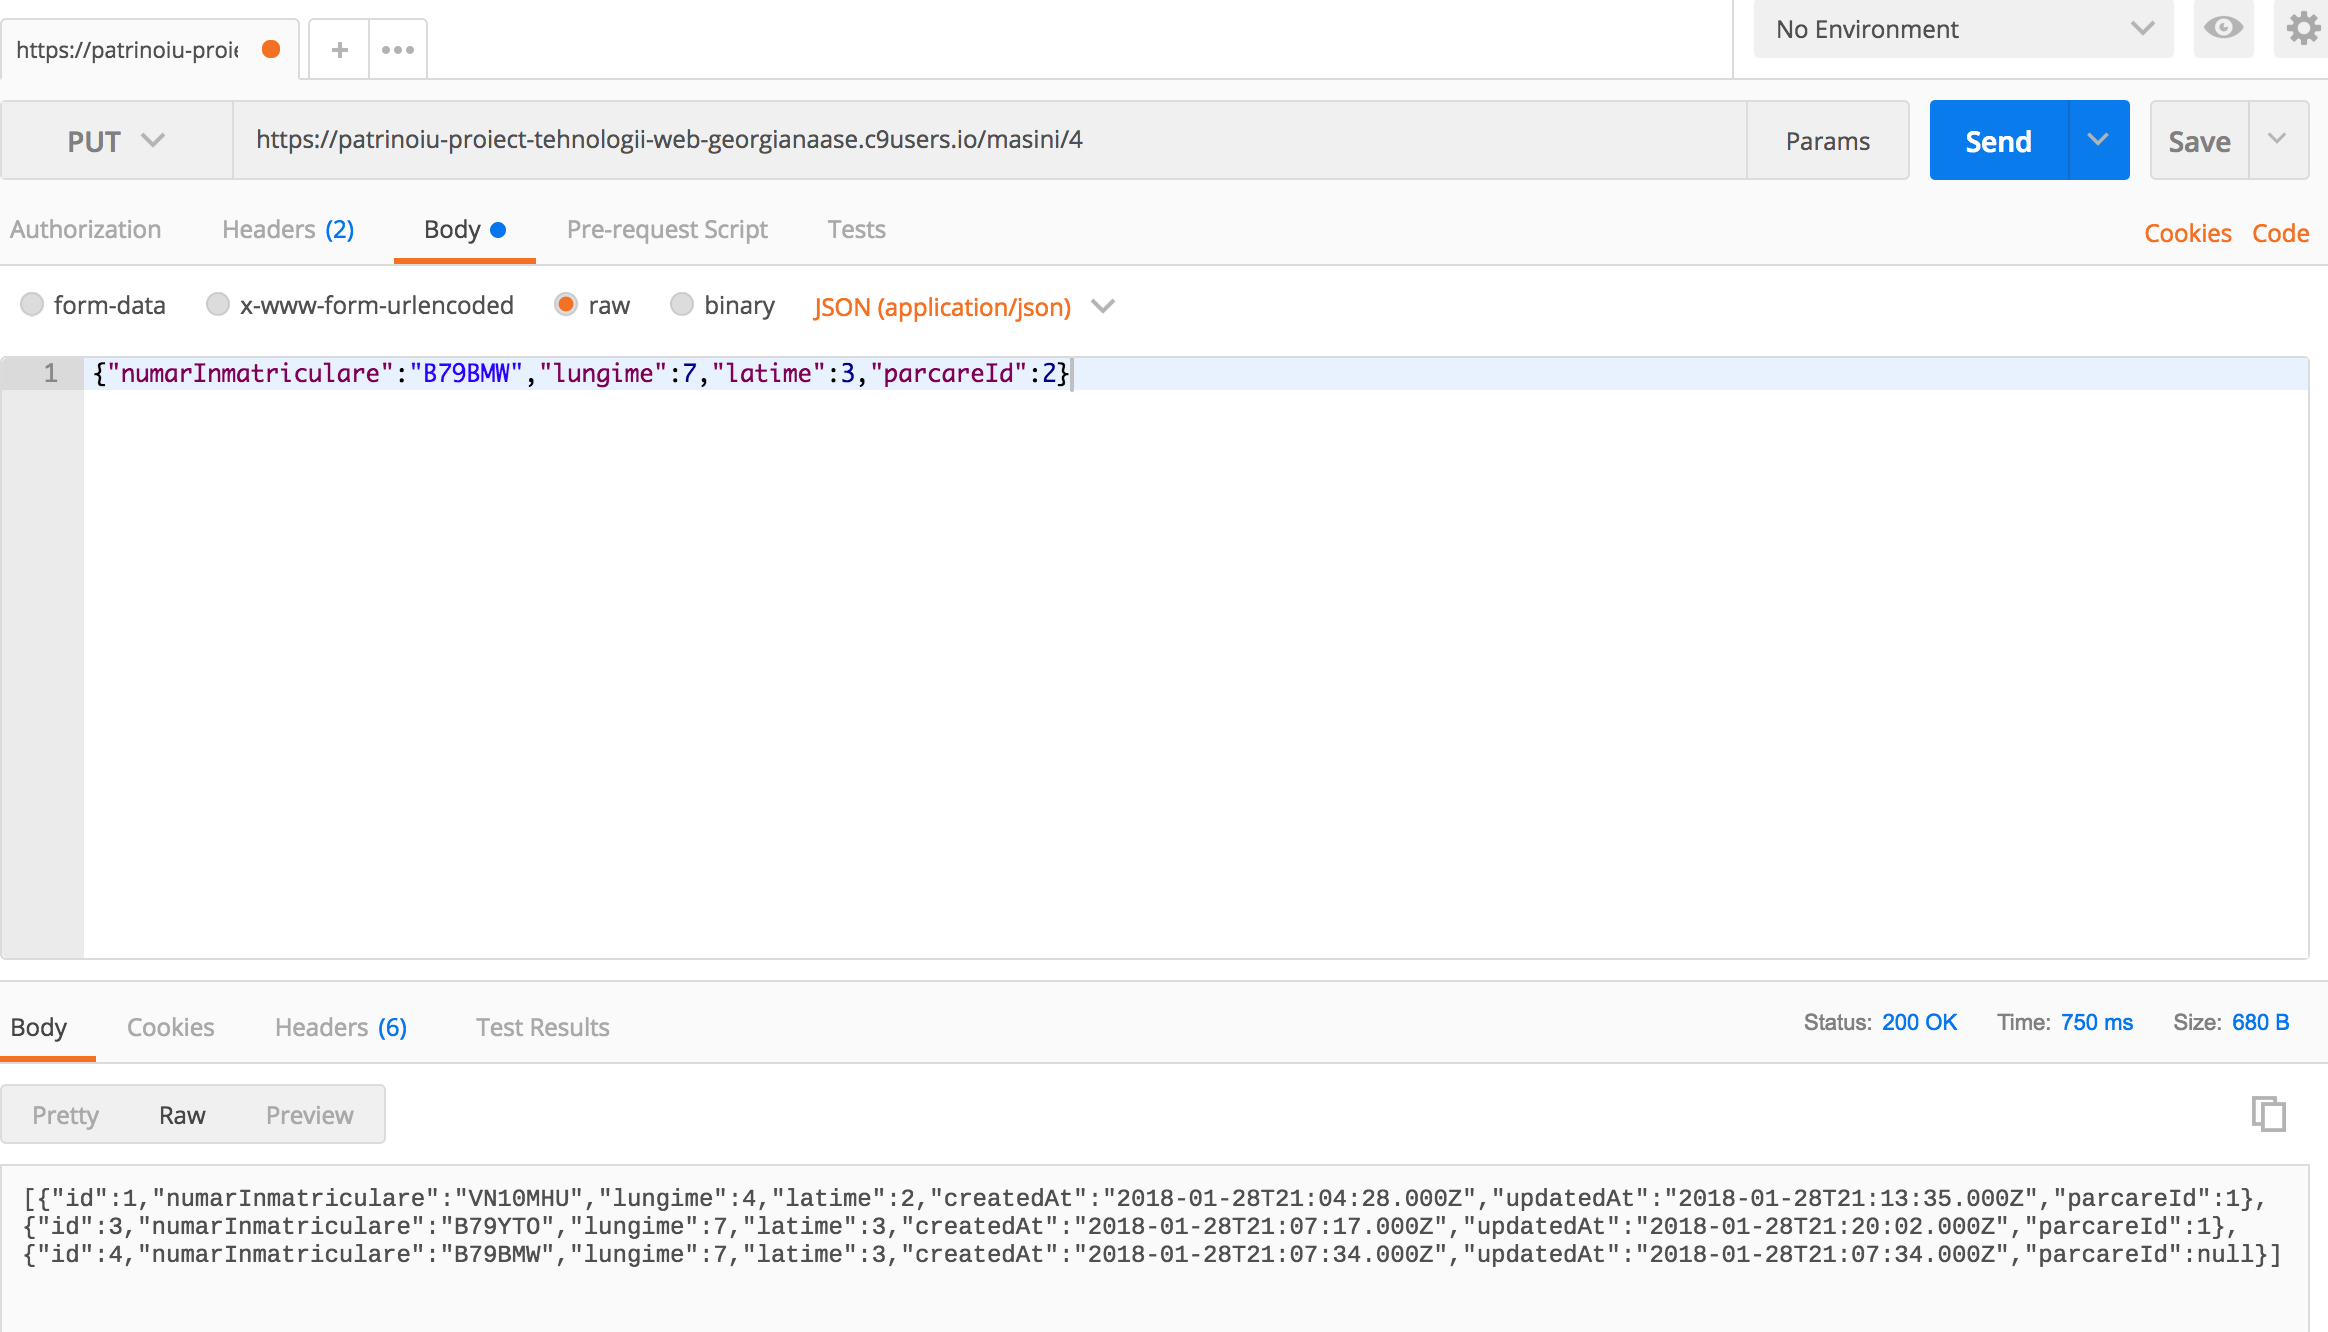 https://patrinoiu-proie
No Environment
PUT https://patrinoiu-proiect-tehnologii-web-georgianaase.c9users.io/masini/4 Params Send Save
Authorization Headers (2) Body Pre-request Script Tests Cookies Code
form-data x-www-form-urlencoded raw binary JSON (application/json)
1 {"numarInmatriculare":"B79BMW","lungime":7,"latime":3,"parcareId":2}
Body Cookies Headers (6) Test Results Status: 200 OK Time: 750 ms Size: 680 B
Pretty Raw Preview
[{"id":1,"numarInmatriculare":"VN10MHU","lungime":4,"latime":2,"createdAt":"2018-01-28T21:04:28.000Z","updatedAt":"2018-01-28T21:13:35.000Z","parcareId":1},
{"id":3,"numarInmatriculare":"B79YTO","lungime":7,"latime":3,"createdAt":"2018-01-28T21:07:17.000Z","updatedAt":"2018-01-28T21:20:02.000Z","parcareId":1},
{"id":4,"numarInmatriculare":"B79BMW","lungime":7,"latime":3,"createdAt":"2018-01-28T21:07:34.000Z","updatedAt":"2018-01-28T21:07:34.000Z","parcareId":null}]